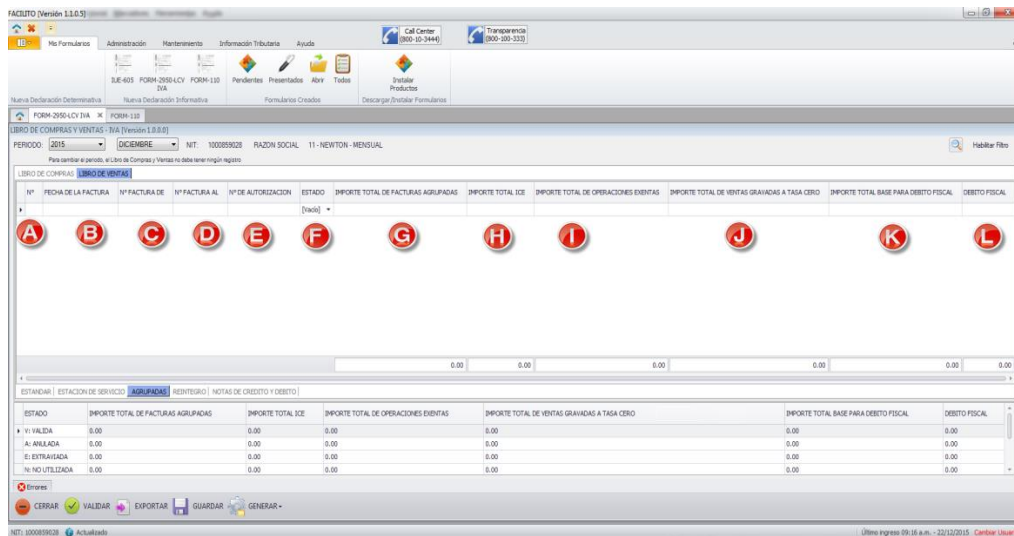 FACILITO [Versión 1.1.0.5]
Call Center
(800-10-3444)
Transparencia
(800-100-333)
Mis Formularios Administración Mantenimiento Información Tributaria Ayuda
IUE-605 FORM-2950-LCV IVA FORM-110 Pendientes Presentados Abrir Todos Instalar Productos
Nueva Declaración Determinativa Nueva Declaración Informativa Formularios Creados Descargar/Instalar Formularios
FORM-2950-LCV IVA X FORM-110
LIBRO DE COMPRAS Y VENTAS - IVA [Versión 1.0.0.0]
PERIODO: 2015 DICIEMBRE NIT: 1000859028 RAZON SOCIAL 11 - NEWTON - MENSUAL Habilitar Filtro
Para cambiar el periodo, el Libro de Compras y Ventas no debe tener ningún registro
LIBRO DE COMPRAS LIBRO DE VENTAS
Nº FECHA DE LA FACTURA Nº FACTURA DE Nº FACTURA AL Nº DE AUTORIZACION ESTADO IMPORTE TOTAL DE FACTURAS AGRUPADAS IMPORTE TOTAL ICE IMPORTE TOTAL DE OPERACIONES EXENTAS IMPORTE TOTAL DE VENTAS GRAVADAS A TASA CERO IMPORTE TOTAL BASE PARA DEBITO FISCAL DEBITO FISCAL
[Vacío]
A B C D E F G H I J K L
0.00 0.00 0.00 0.00 0.00 0.00
ESTANDAR ESTACION DE SERVICIO AGRUPADAS REINTEGRO NOTAS DE CREDITO Y DEBITO
ESTADO IMPORTE TOTAL DE FACTURAS AGRUPADAS IMPORTE TOTAL ICE IMPORTE TOTAL DE OPERACIONES EXENTAS IMPORTE TOTAL DE VENTAS GRAVADAS A TASA CERO IMPORTE TOTAL BASE PARA DEBITO FISCAL DEBITO FISCAL
V: VALIDA 0.00 0.00 0.00 0.00 0.00 0.00
A: ANULADA 0.00 0.00 0.00 0.00 0.00 0.00
E: EXTRAVIADA 0.00 0.00 0.00 0.00 0.00 0.00
N: NO UTILIZADA 0.00 0.00 0.00 0.00 0.00 0.00
Errores
CERRAR VALIDAR EXPORTAR GUARDAR GENERAR
NIT: 1000859028 Actualizado Último ingreso 09:16 a.m. - 22/12/2015 Cambiar Usuar